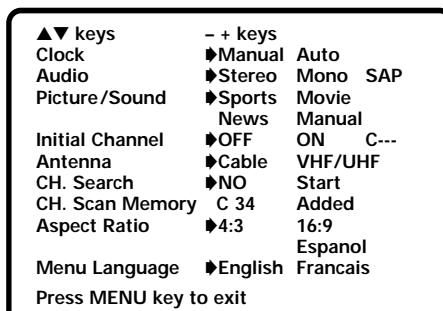 ▲▼ keys – + keys
Clock ➧Manual Auto
Audio ➧Stereo Mono SAP
Picture/Sound ➧Sports Movie
News Manual
Initial Channel ➧OFF ON C---
Antenna ➧Cable VHF/UHF
CH. Search ➧NO Start
CH. Scan Memory C 34 Added
Aspect Ratio ➧4:3 16:9
Espanol
Menu Language ➧English Francais
Press MENU key to exit